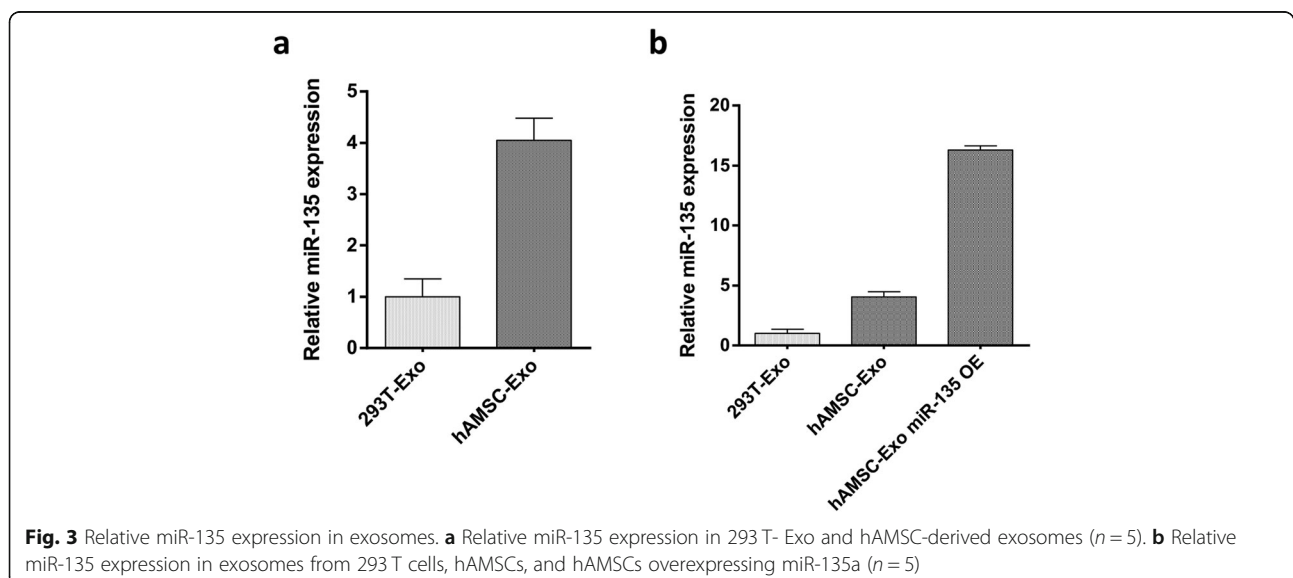 a
Relative miR-135 expression
5
4
3
2
1
0
293T-Exo
hAMSC-Exo
b
Relative miR-135 expression
20
15
10
5
0
293T-Exo
hAMSC-Exo
hAMSC-Exo miR-135 OE
Fig. 3 Relative miR-135 expression in exosomes. a Relative miR-135 expression in 293 T- Exo and hAMSC-derived exosomes (n = 5). b Relative
miR-135 expression in exosomes from 293 T cells, hAMSCs, and hAMSCs overexpressing miR-135a (n = 5)